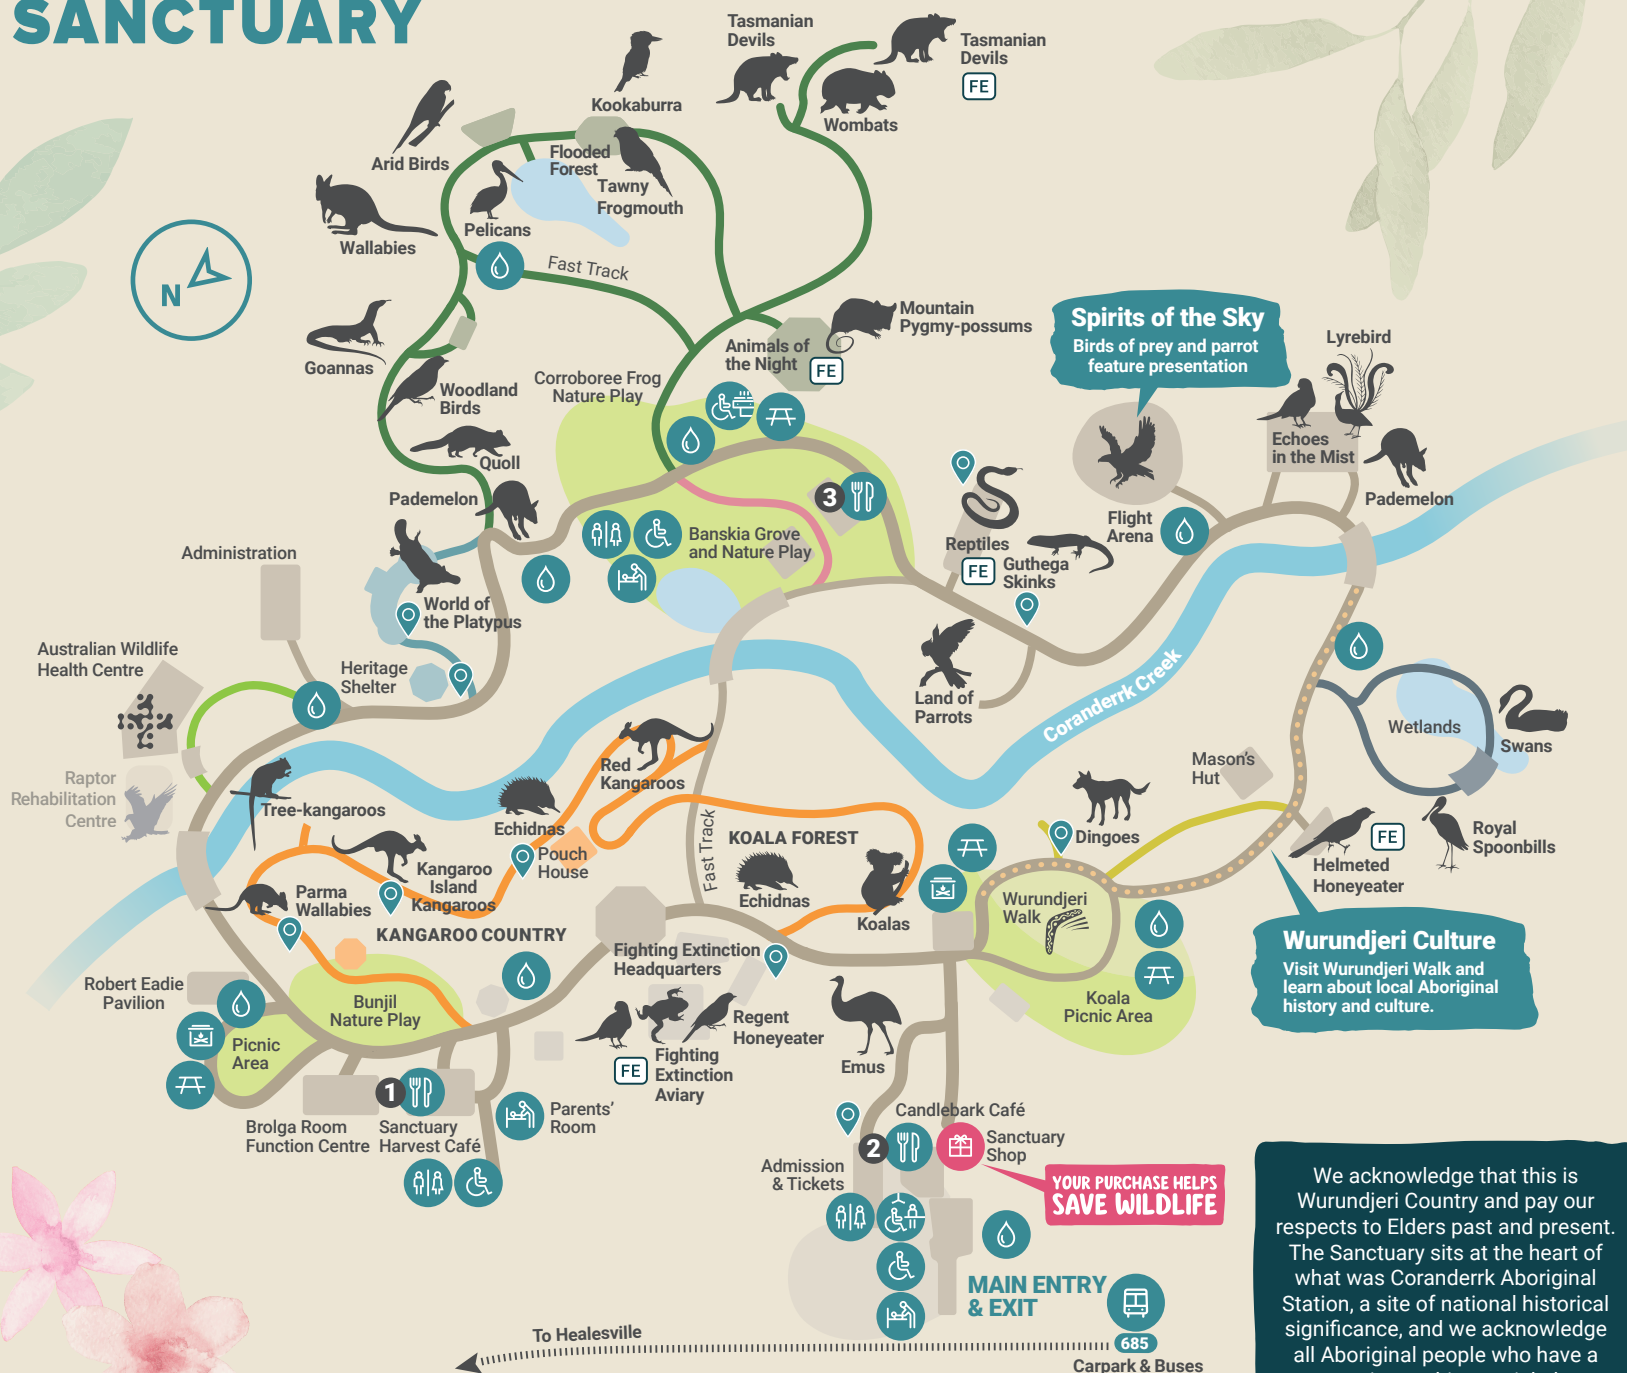 SANCTUARY
Tasmanian
Devils
Tasmanian
Devils
FE
Wombats
Kookaburra
Arid Birds
Flooded
Forest
Tawny
Frogmouth
Pelicans
Wallabies
N
Fast Track
Goannas
Woodland
Birds
Quoll
Pademelon
Mountain
Pygmy-possums
Animals of
the Night
FE
Corroboree Frog
Nature Play
Spirits of the Sky
Birds of prey and parrot
feature presentation
Lyrebird
Echoes
in the Mist
Pademelon
Flight
Arena
3
Banskia Grove
and Nature Play
Reptiles
FE
Guthega
Skinks
Administration
World of
the Platypus
Heritage
Shelter
Australian Wildlife
Health Centre
Raptor
Rehabilitation
Centre
Land of
Parrots
Coranderrk Creek
Wetlands
Swans
Mason's
Hut
Red
Kangaroos
Tree-kangaroos
Echidnas
Pouch
House
Kangaroo
Island
Kangaroos
Parma
Wallabies
KANGAROO COUNTRY
Fast Track
KOALA FOREST
Echidnas
Koalas
Dingoes
Wurundjeri
Walk
Helmeted
Honeyeater
FE
Royal
Spoonbills
Wurundjeri Culture
Visit Wurundjeri Walk and
learn about local Aboriginal
history and culture.
Fighting Extinction
Headquarters
Regent
Honeyeater
FE
Fighting
Extinction
Aviary
Emus
Koala
Picnic Area
Robert Eadie
Pavilion
Bunjil
Nature Play
Picnic
Area
1
Brolga Room
Function Centre
Sanctuary
Harvest Café
Parents'
Room
Candlebark Café
2
Sanctuary
Shop
Admission
& Tickets
YOUR PURCHASE HELPS
SAVE WILDLIFE
MAIN ENTRY
& EXIT
685
Carpark & Buses
To Healesville
We acknowledge that this is
Wurundjeri Country and pay our
respects to Elders past and present.
The Sanctuary sits at the heart of
what was Coranderrk Aboriginal
Station, a site of national historical
significance, and we acknowledge
all Aboriginal people who have a